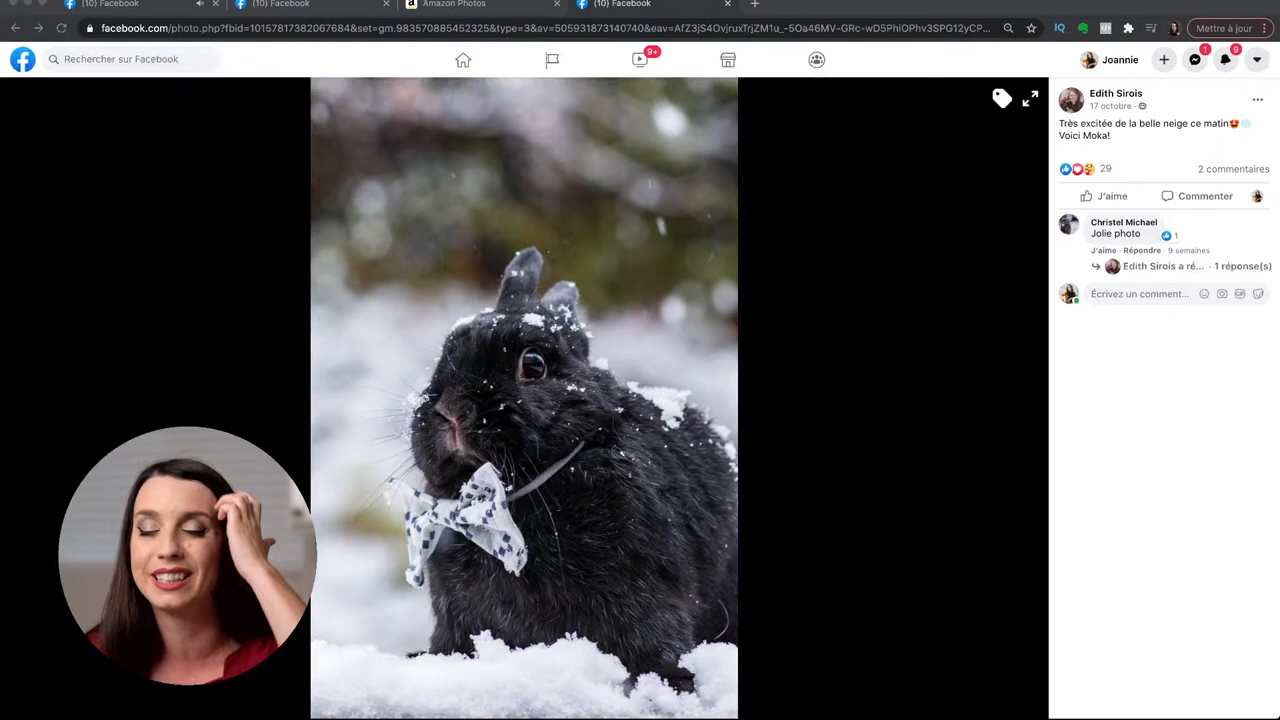 (10) Facebook
(10) Facebook
Amazon Photos
(10) Facebook
facebook.com/photo.php?fbid=10157817382067684&set=gm.983570885452325&type=3&av=505931873140740&eav=AfZ3jS4OvjruxTrjZM1u_-5Oa46MV-GRc-wD5PhiOPhv3SPG12yCP...
Mettre à jour
Rechercher sur Facebook
9+
Joannie
1
9
Edith Sirois
17 octobre ·
Très excitée de la belle neige ce matin😍❄️
Voici Moka!
29
2 commentaires
J'aime
Commenter
Christel Michael
Jolie photo
1
J'aime · Répondre · 9 semaines
Edith Sirois a ré... · 1 réponse(s)
Écrivez un comment...